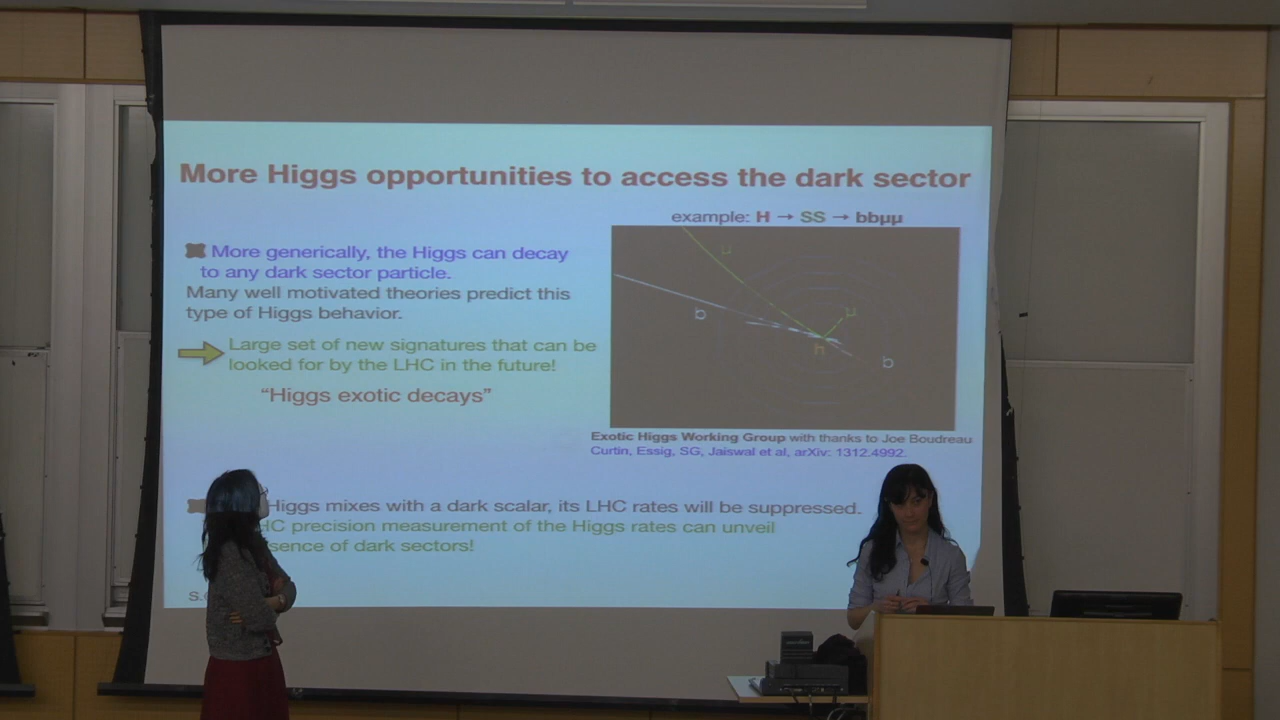 More Higgs opportunities to access the dark sector
example: H → SS → bbμμ
More generically, the Higgs can decay
to any dark sector particle.
Many well motivated theories predict this
type of Higgs behavior.
Large set of new signatures that can be
looked for by the LHC in the future!
"Higgs exotic decays"
μ
b
μ
h
b
Exotic Higgs Working Group with thanks to Joe Boudreau
Curtin, Essig, SG, Jaiswal et al, arXiv: 1312.4992.
Higgs mixes with a dark scalar, its LHC rates will be suppressed.
precision measurement of the Higgs rates can unveil
of dark sectors!